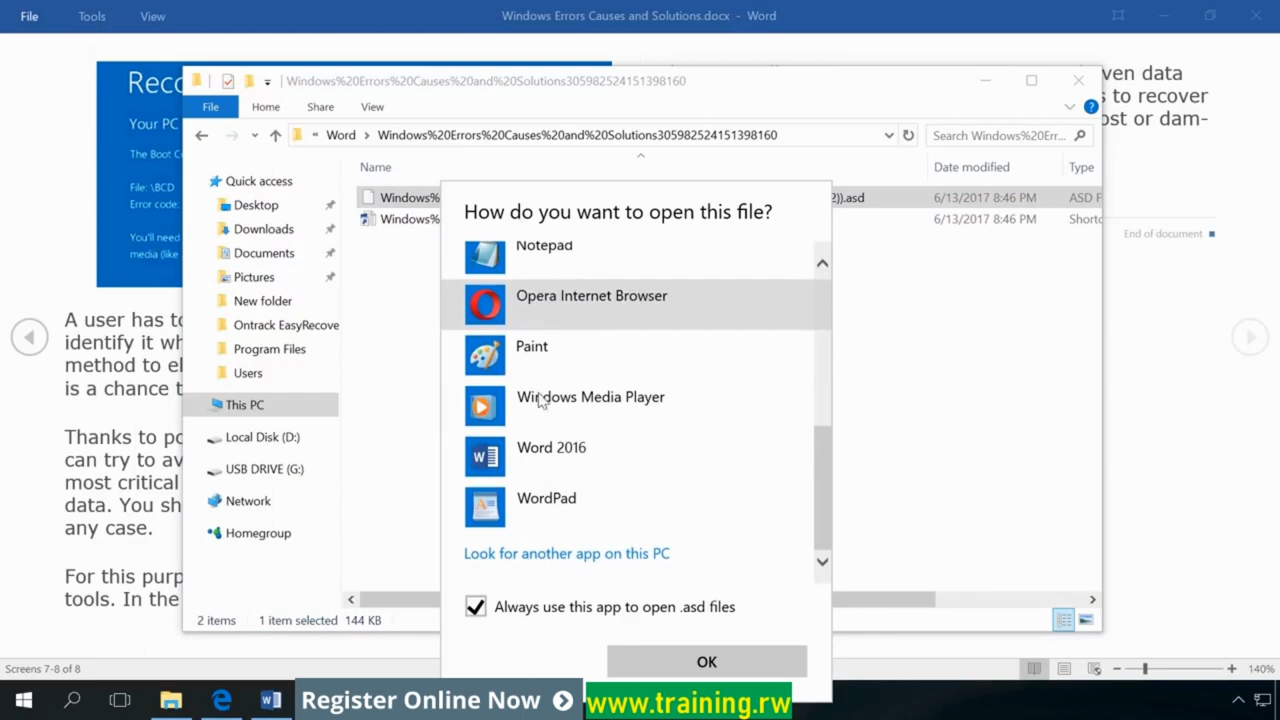 File Tools View Windows Errors Causes and Solutions.docx - Word
Reco
Your PC
The Boot C
File: \BCD
Error code:
You'll need
media (like
ven data
s to recover
ost or dam-
End of document
A user has to
identify it wh
method to el
is a chance t
Thanks to po
can try to av
most critical
data. You sh
any case.
For this purp
tools. In the
Windows%20Errors%20Causes%20and%20Solutions305982524151398160
File Home Share View
« Word > Windows%20Errors%20Causes%20and%20Solutions305982524151398160
Search Windows%20Err...
Name Date modified Type
Windows% 2)).asd 6/13/2017 8:46 PM ASD F
Windows% 6/13/2017 8:46 PM Shortc
Quick access
Desktop
Downloads
Documents
Pictures
New folder
Ontrack EasyRecove
Program Files
Users
This PC
Local Disk (D:)
USB DRIVE (G:)
Network
Homegroup
2 items 1 item selected 144 KB
How do you want to open this file?
Notepad
Opera Internet Browser
Paint
Windows Media Player
Word 2016
WordPad
Look for another app on this PC
Always use this app to open .asd files
OK
Screens 7-8 of 8
140%
Register Online Now
www.training.rw